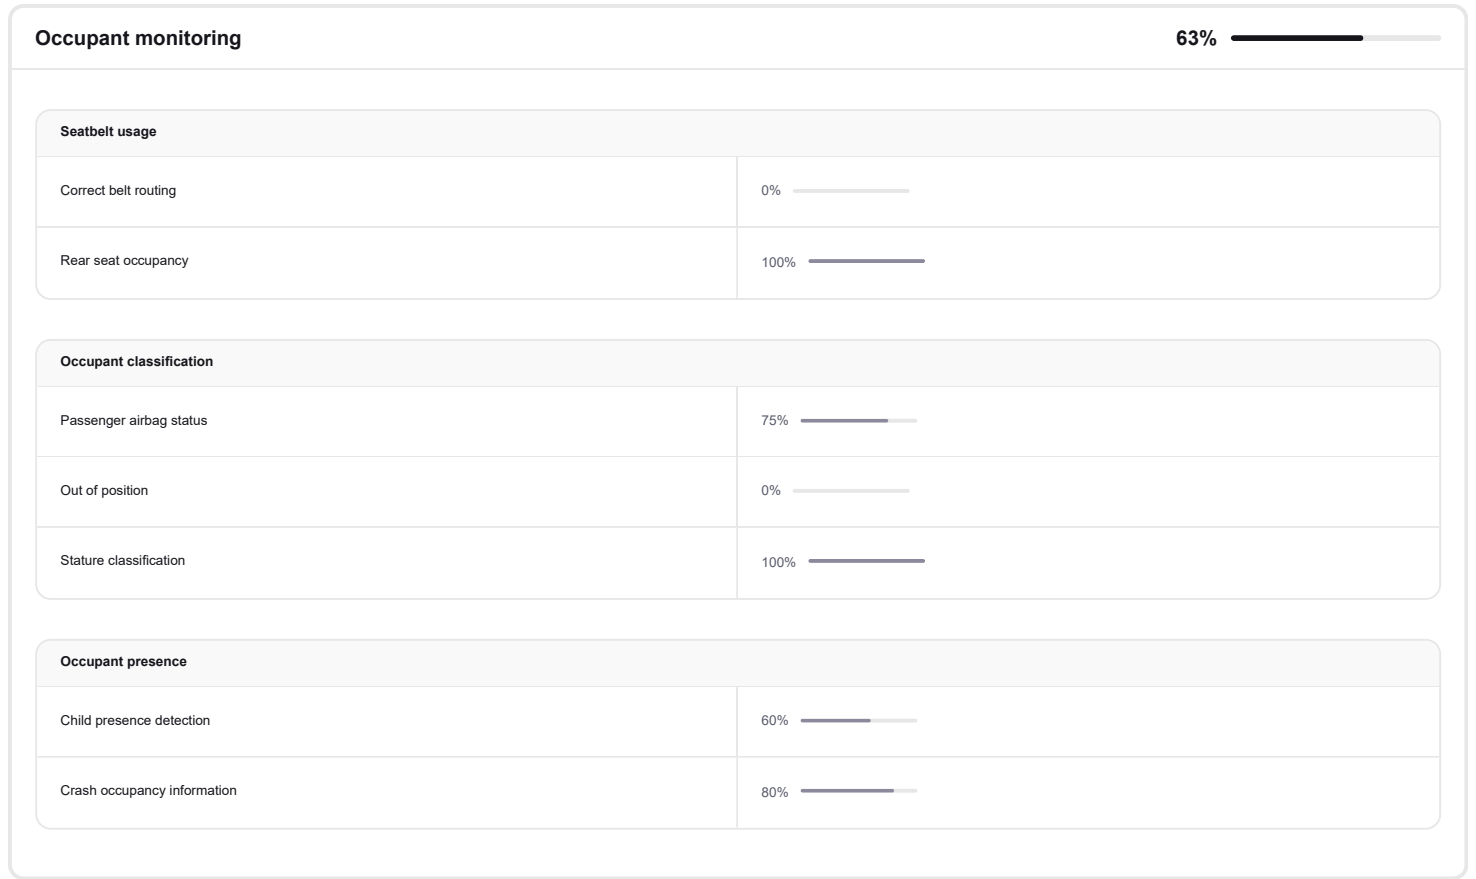 Occupant monitoring 63%
Seatbelt usage
Correct belt routing 0%
Rear seat occupancy 100%
Occupant classification
Passenger airbag status 75%
Out of position 0%
Stature classification 100%
Occupant presence
Child presence detection 60%
Crash occupancy information 80%